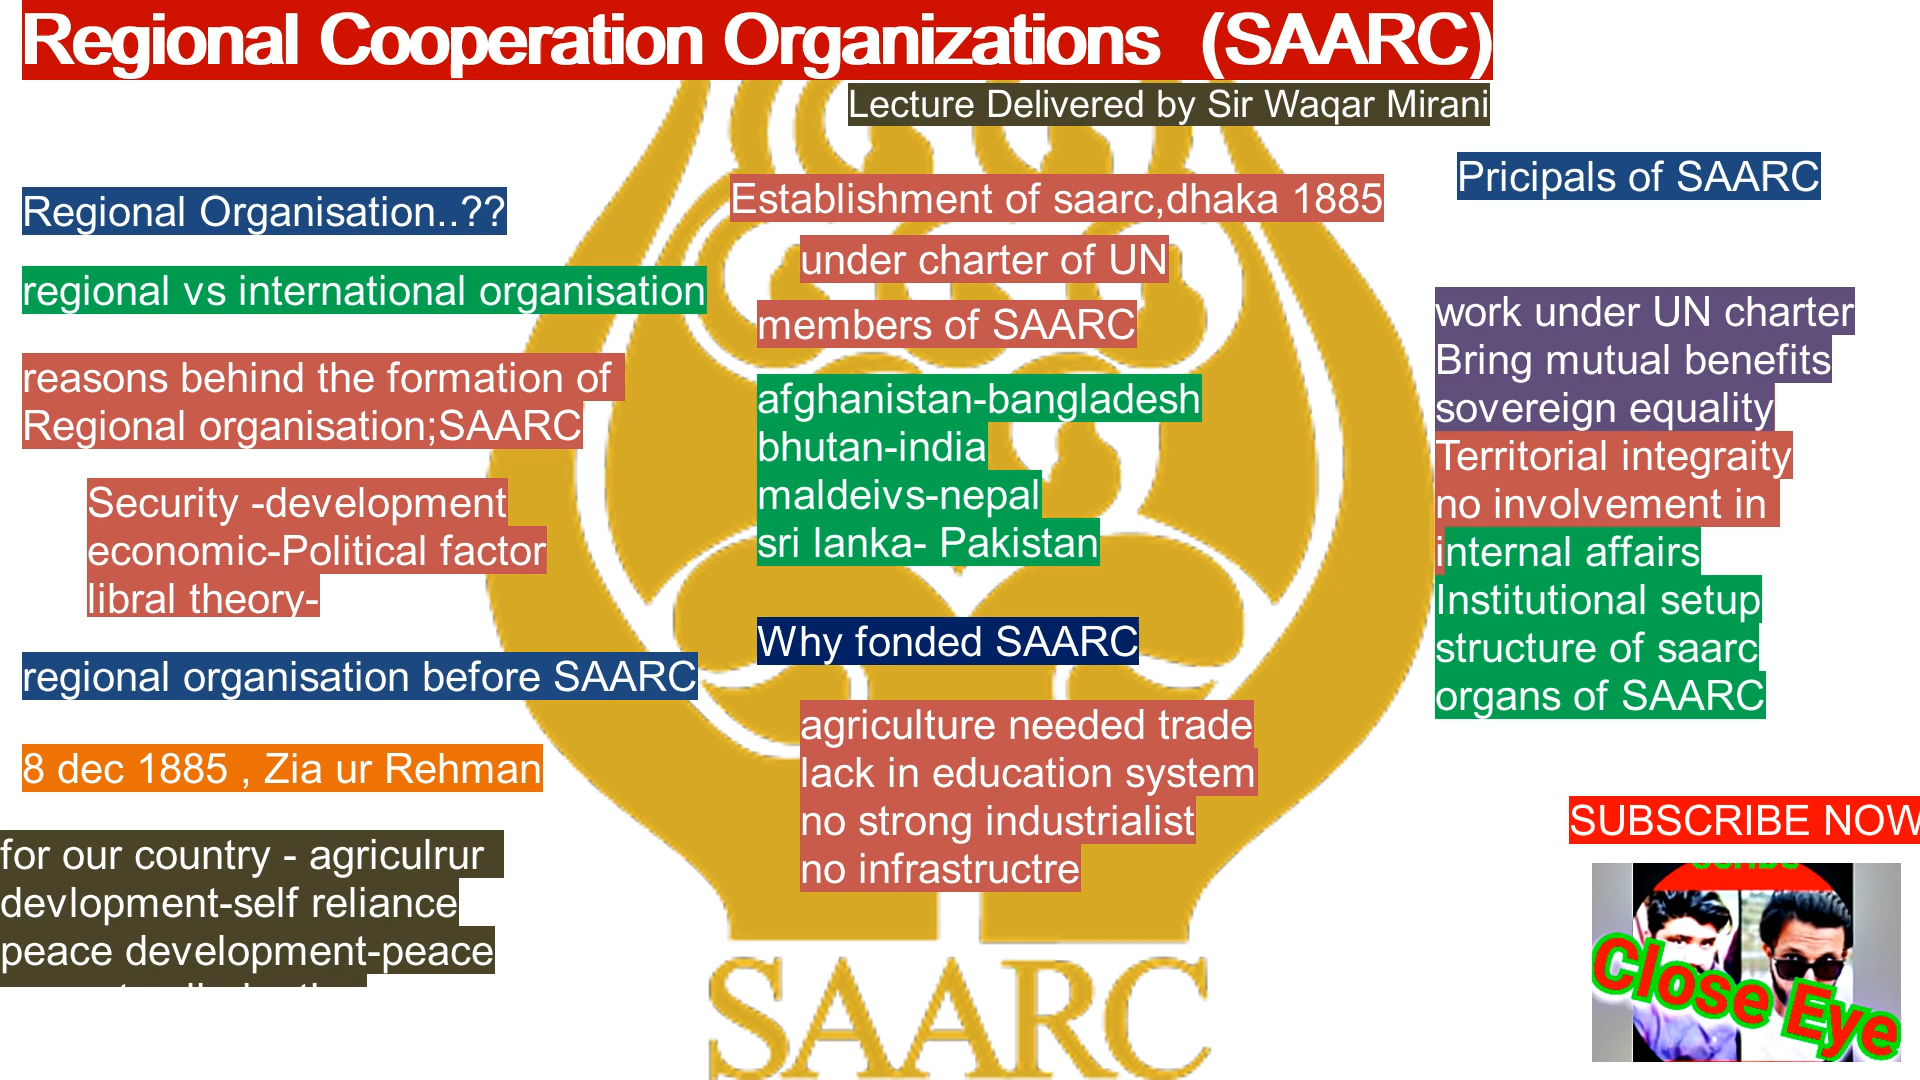 Regional Cooperation Organizations (SAARC)
Lecture Delivered by Sir Waqar Mirani
Regional Organisation..??
regional vs international organisation
reasons behind the formation of
Regional organisation;SAARC
Security -development
economic-Political factor
libral theory-
regional organisation before SAARC
8 dec 1885 , Zia ur Rehman
for our country - agriculrur
devlopment-self reliance
peace development-peace
Establishment of saarc,dhaka 1885
under charter of UN
members of SAARC
afghanistan-bangladesh
bhutan-india
maldeivs-nepal
sri lanka- Pakistan
Why fonded SAARC
agriculture needed trade
lack in education system
no strong industrialist
no infrastructre
SAARC
Pricipals of SAARC
work under UN charter
Bring mutual benefits
sovereign equality
Territorial integraity
no involvement in
internal affairs
Institutional setup
structure of saarc
organs of SAARC
SUBSCRIBE NOW
Close Eye